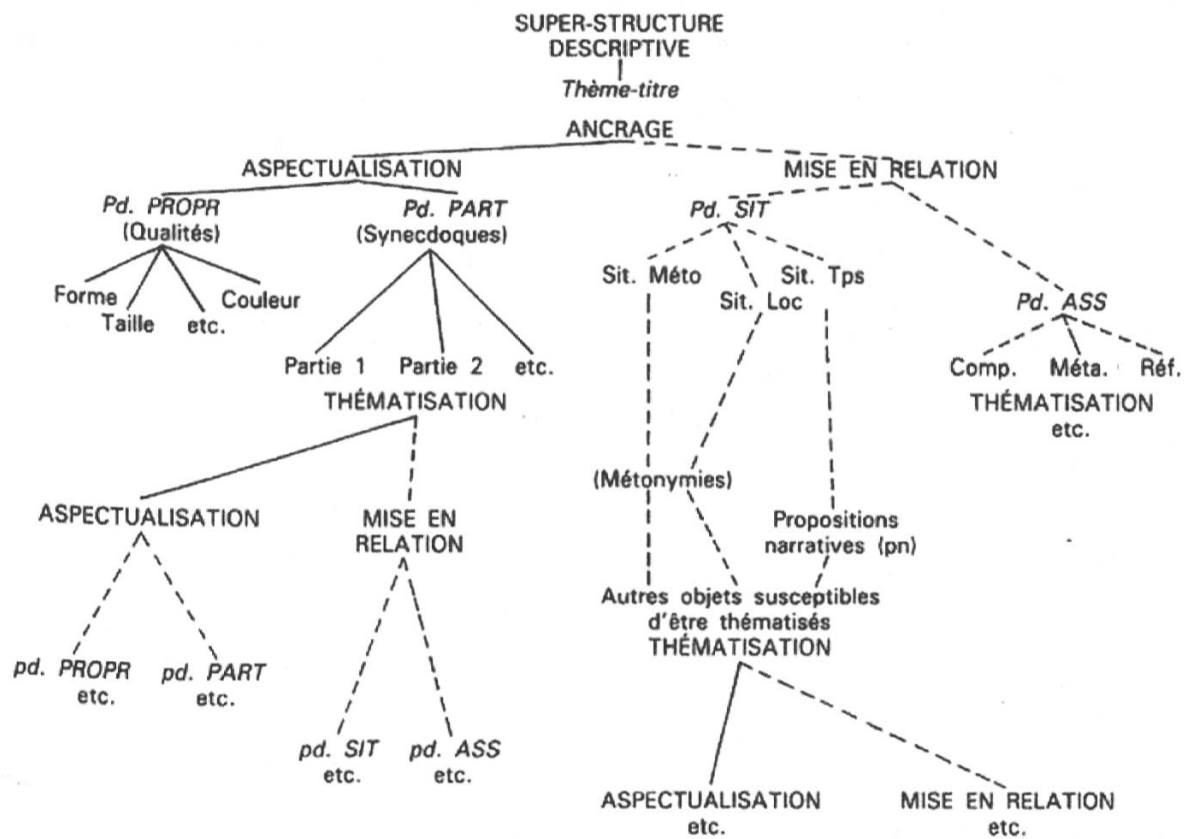 SUPER-STRUCTURE
DESCRIPTIVE
Thème-titre
ANCRAGE
ASPECTUALISATION
MISE EN RELATION
Pd. PROPR
(Qualités)
Pd. PART
(Synecdoques)
Pd. SIT
Forme
Taille
etc.
Couleur
Sit. Méto
Sit. Loc
Sit. Tps
Pd. ASS
Partie 1
Partie 2
etc.
Comp.
Méta.
Réf.
THÉMATISATION
THÉMATISATION
etc.
(Métonymies)
ASPECTUALISATION
MISE EN
RELATION
Propositions
narratives (pn)
Autres objets susceptibles
d'être thématisés
THÉMATISATION
pd. PROPR
etc.
pd. PART
etc.
pd. SIT
etc.
pd. ASS
etc.
ASPECTUALISATION
etc.
MISE EN RELATION
etc.